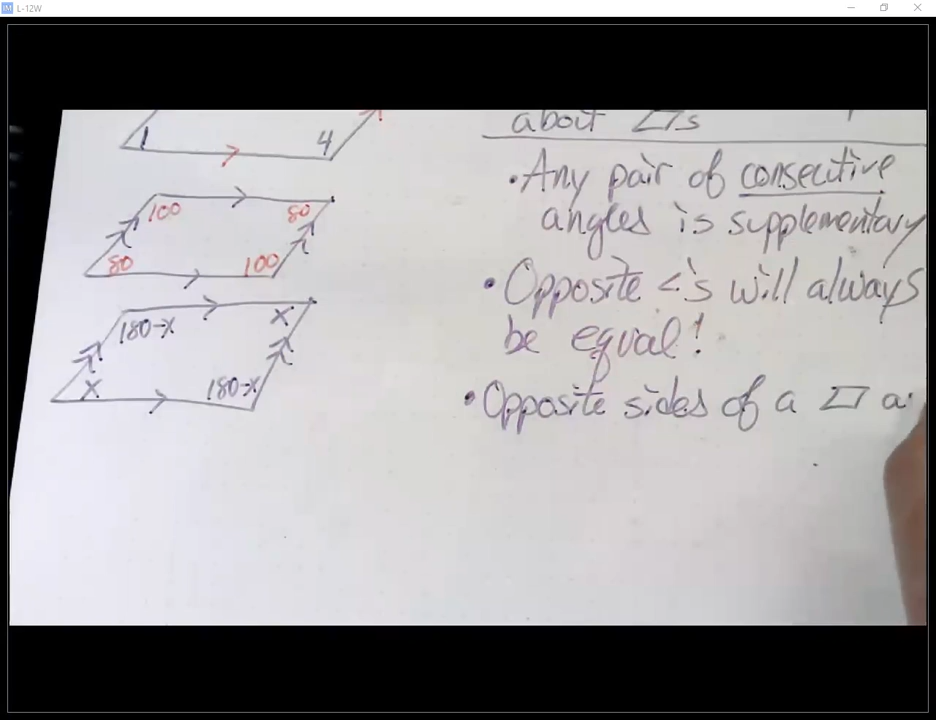 L-12W
1
4
about ▱s
• Any pair of consecutive
angles is supplementary
100
80
80
100
• Opposite <'s will always
be equal!
180-x
x
x
180-x
• Opposite sides of a ▱ a